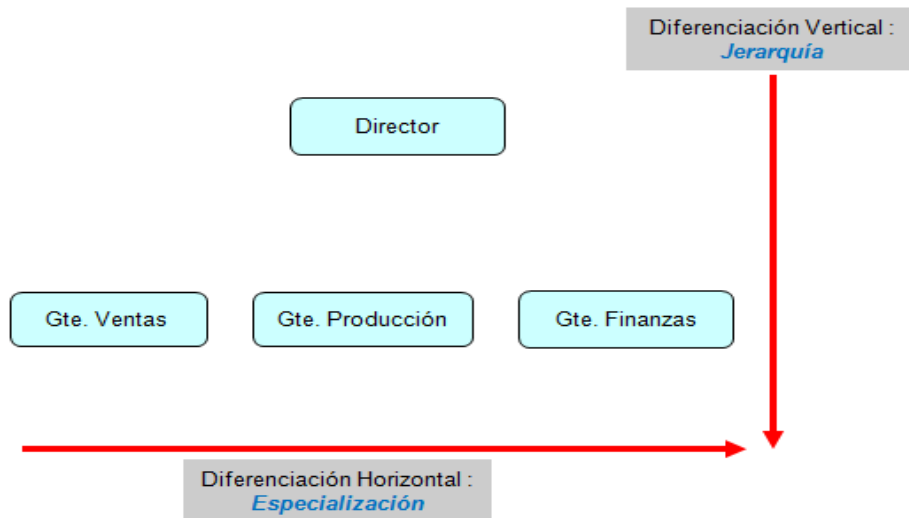 Diferenciación Vertical :
Jerarquía
Director
Gte. Ventas
Gte. Producción
Gte. Finanzas
Diferenciación Horizontal :
Especialización